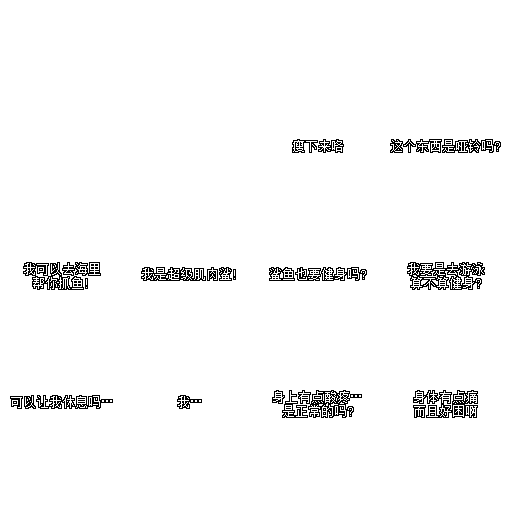 瘦下来咯
这个东西是哑铃吗?
我可以去海里
帮你抓鱼!
我是超级肌肉鲨!
鲨鱼也要健身吗?
我要是去游泳
算不算健身?
可以让我休息吗…
我…
身上有点酸疼…
是正常的吗?
身体有点痛
而且好困啊